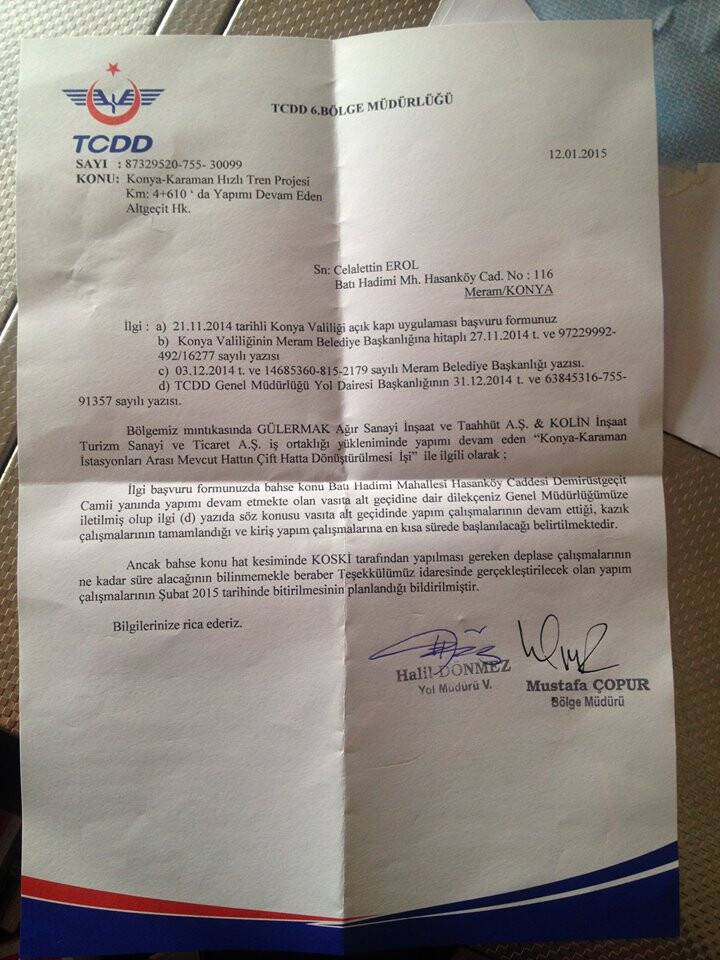 TCDD 6.BÖLGE MÜDÜRLÜĞÜ
TCDD
12.01.2015
SAYI : 87329520-755- 30099
KONU: Konya-Karaman Hızlı Tren Projesi
Km: 4+610 ' da Yapımı Devam Eden
Altgeçit Hk.
Sn: Celalettin EROL
Batı Hadimi Mh. Hasanköy Cad. No : 116
Meram/KONYA
İlgi : a) 21.11.2014 tarihli Konya Valiliği açık kapı uygulaması başvuru formunuz
b) Konya Valiliğinin Meram Belediye Başkanlığına hitaplı 27.11.2014 t. ve 97229992-
492/16277 sayılı yazısı
c) 03.12.2014 t. ve 14685360-815-2179 sayılı Meram Belediye Başkanlığı yazısı.
d) TCDD Genel Müdürlüğü Yol Dairesi Başkanlığının 31.12.2014 t. ve 63845316-755-
91357 sayılı yazısı.
Bölgemiz mıntıkasında GÜLERMAK Ağır Sanayi İnşaat ve Taahhüt A.Ş. & KOLİN İnşaat
Turizm Sanayi ve Ticaret A.Ş. iş ortaklığı yükleniminde yapımı devam eden “Konya-Karaman
İstasyonları Arası Mevcut Hattın Çift Hatta Dönüştürülmesi İşi” ile ilgili olarak ;
İlgi başvuru formunuzda bahse konu Batı Hadimi Mahallesi Hasanköy Caddesi Demirüstgeçit
Camii yanında yapımı devam etmekte olan vasıta alt geçidine dair dilekçeniz Genel Müdürlüğümüze
iletilmiş olup ilgi (d) yazıda söz konusu vasıta alt geçidinde yapım çalışmalarının devam ettiği, kazık
çalışmalarının tamamlandığı ve kiriş yapım çalışmalarına en kısa sürede başlanılacağı belirtilmektedir.
Ancak bahse konu hat kesiminde KOSKİ tarafından yapılması gereken deplase çalışmalarının
ne kadar süre alacağının bilinmemekle beraber Teşekkülümüz idaresinde gerçekleştirilecek olan yapım
çalışmalarının Şubat 2015 tarihinde bitirilmesinin planlandığı bildirilmiştir.
Bilgilerinize rica ederiz.
Halil DÖNMEZ
Yol Müdürü V.
Mustafa ÇOPUR
Bölge Müdürü